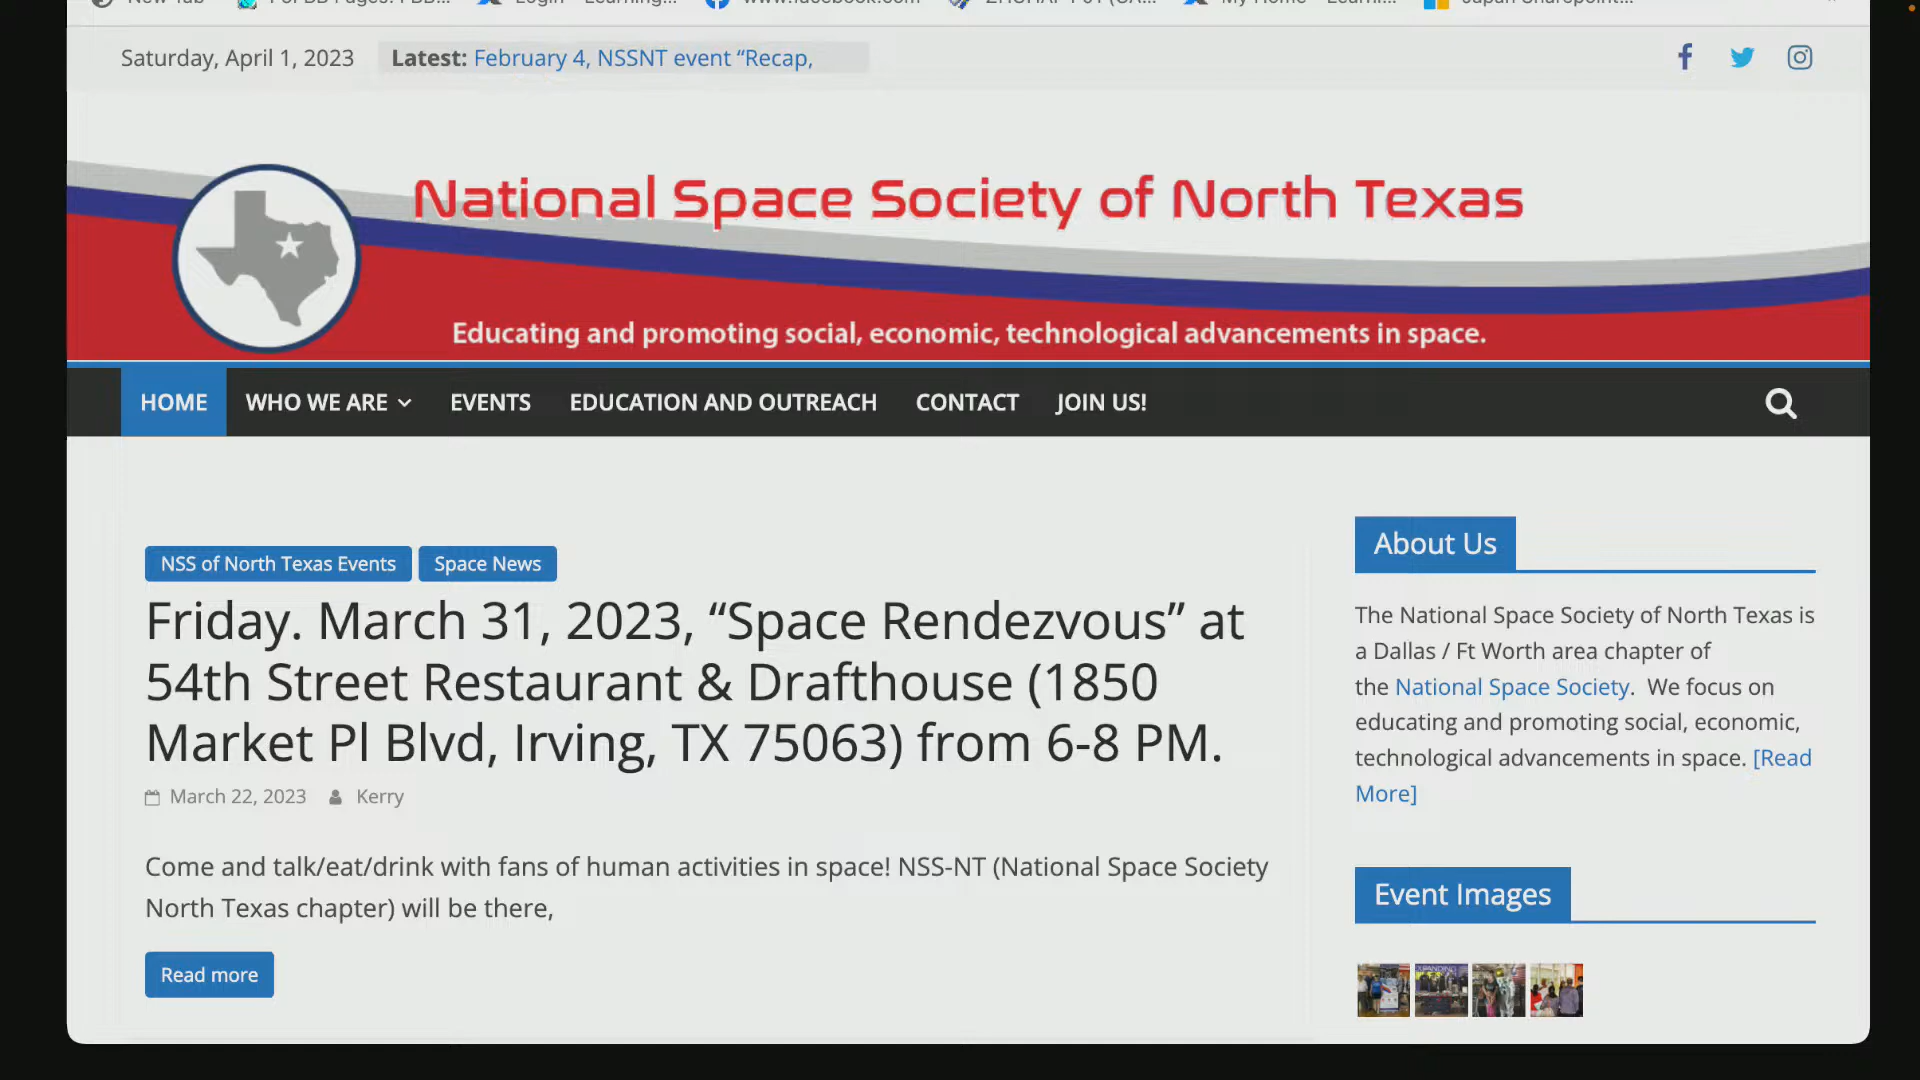 Saturday, April 1, 2023
Latest: February 4, NSSNT event “Recap,
National Space Society of North Texas
Educating and promoting social, economic, technological advancements in space.
HOME WHO WE ARE EVENTS EDUCATION AND OUTREACH CONTACT JOIN US!
NSS of North Texas Events Space News
Friday. March 31, 2023, “Space Rendezvous” at
54th Street Restaurant & Drafthouse (1850
Market Pl Blvd, Irving, TX 75063) from 6-8 PM.
March 22, 2023 Kerry
Come and talk/eat/drink with fans of human activities in space! NSS-NT (National Space Society
North Texas chapter) will be there,
Read more
About Us
The National Space Society of North Texas is
a Dallas / Ft Worth area chapter of
the National Space Society. We focus on
educating and promoting social, economic,
technological advancements in space. [Read
More]
Event Images